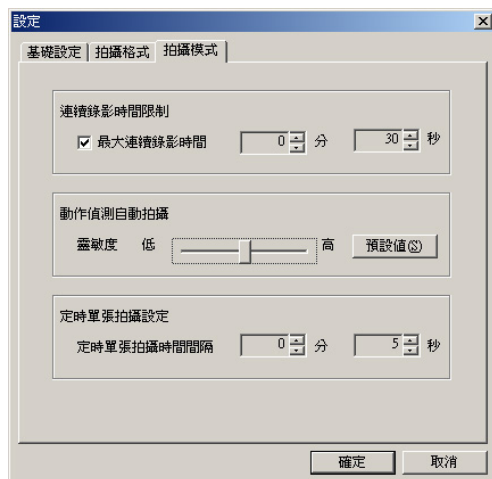 設定
基礎設定 拍攝格式 拍攝模式
連續錄影時間限制
最大連續錄影時間 0 分 30 秒
動作偵測自動拍攝
靈敏度 低 高 預設值(S)
定時單張拍攝設定
定時單張拍攝時間間隔 0 分 5 秒
確定 取消